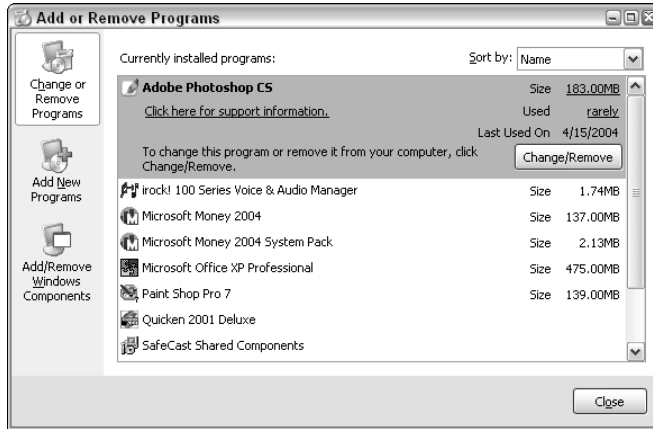 Add or Remove Programs
Change or
Remove
Programs
Add New
Programs
Add/Remove
Windows
Components
Currently installed programs:
Sort by: Name
Adobe Photoshop CS Size 183.00MB
Click here for support information. Used rarely
Last Used On 4/15/2004
To change this program or remove it from your computer, click
Change/Remove.
Change/Remove
irock! 100 Series Voice & Audio Manager Size 1.74MB
Microsoft Money 2004 Size 137.00MB
Microsoft Money 2004 System Pack Size 2.13MB
Microsoft Office XP Professional Size 475.00MB
Paint Shop Pro 7 Size 139.00MB
Quicken 2001 Deluxe
SafeCast Shared Components
Close